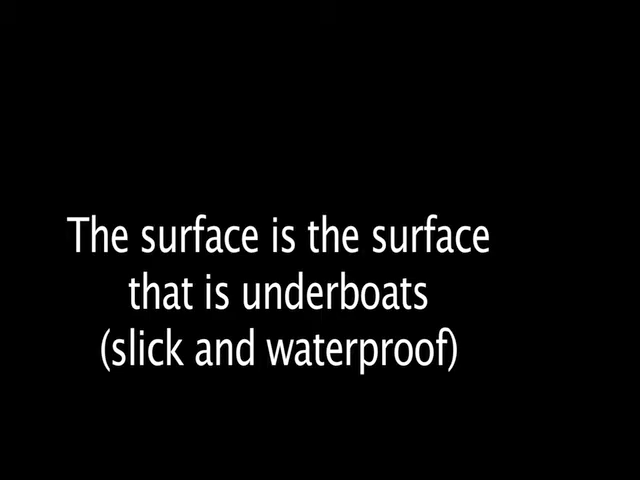 The surface is the surface
that is underboats
(slick and waterproof)